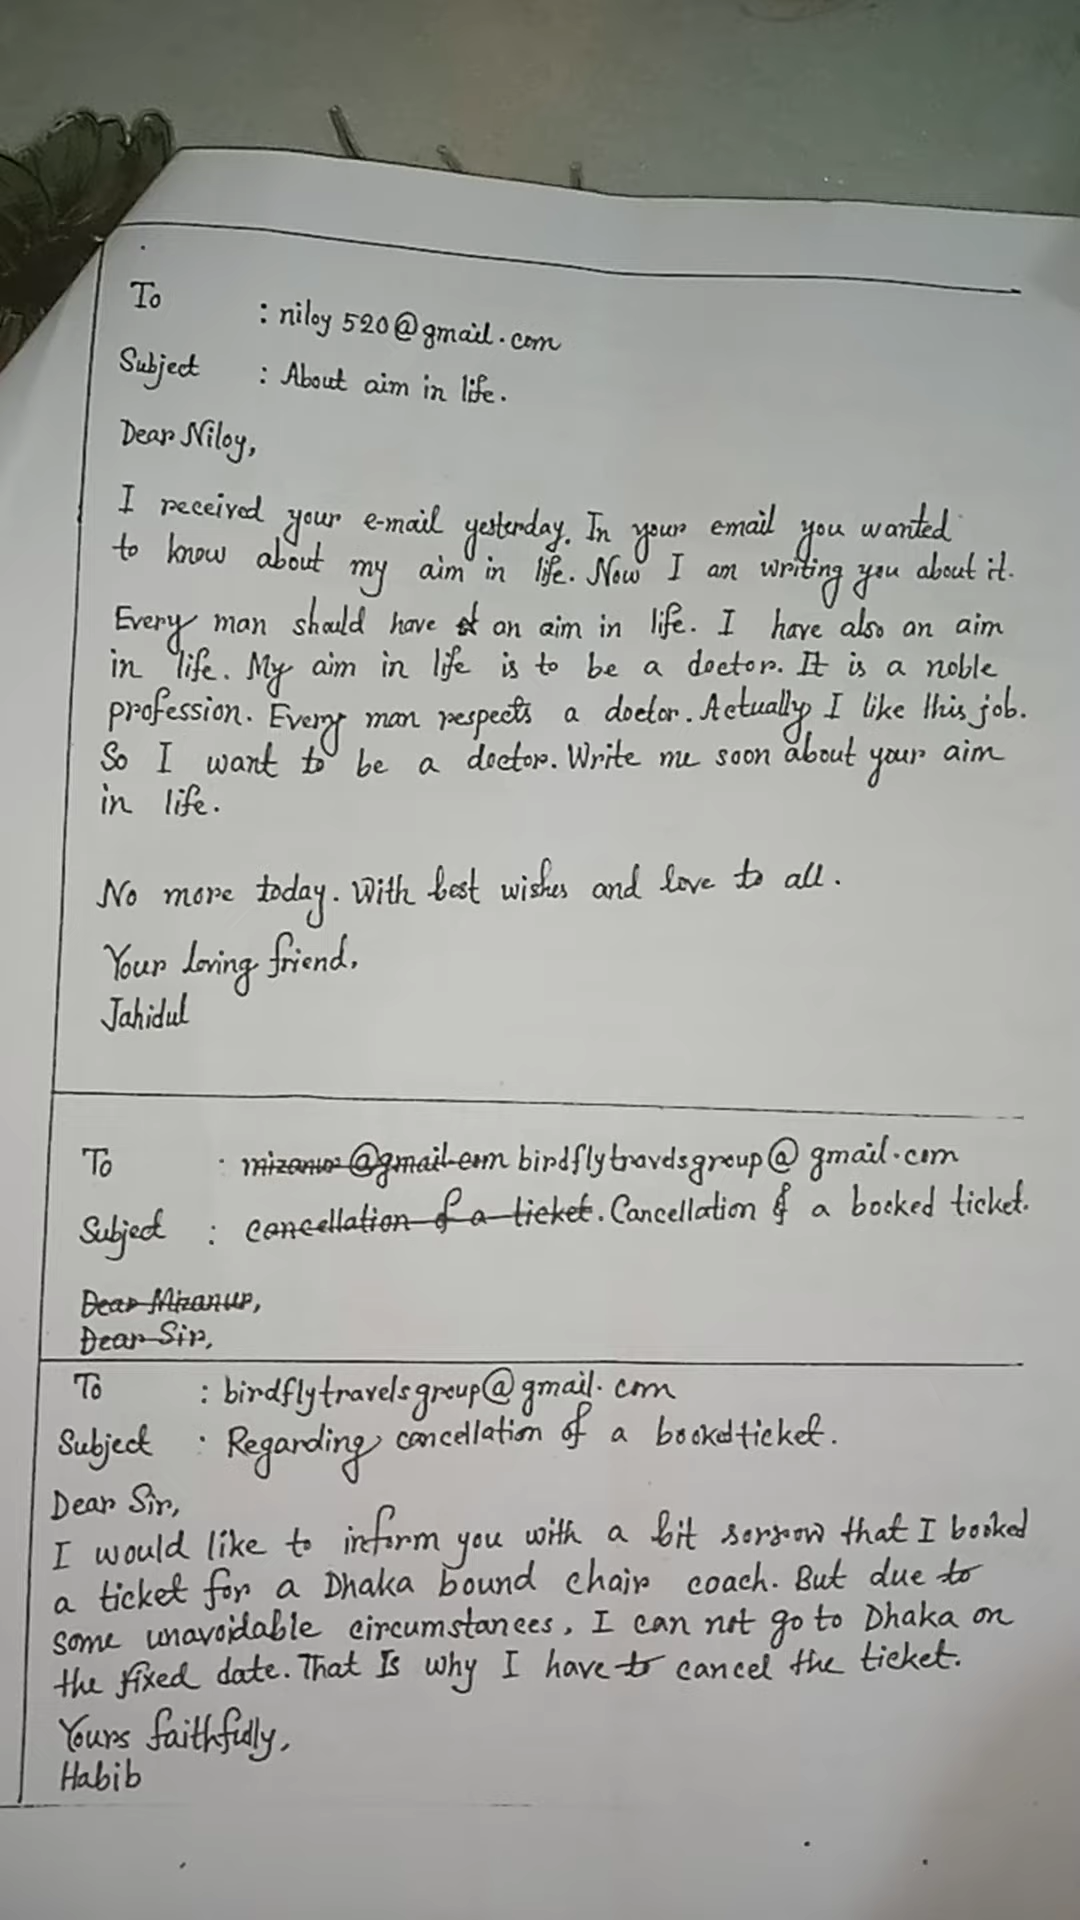 To : niloy 520@gmail.com
Subject : About aim in life.
Dear Niloy,
I received your e-mail yesterday. In your email you wanted
to know about my aim in life. Now I am writing you about it.
Every man should have an aim in life. I have also an aim
in life. My aim in life is to be a doctor. It is a noble
profession. Every man respects a doctor. Actually I like this job.
So I want to be a doctor. Write me soon about your aim
in life.
No more today. With best wishes and love to all.
Your loving friend,
Jahidul
To : mizanur@gmail.com birdflytravelsgroup@gmail.com
Subject : cancellation of a ticket. Cancellation of a booked ticket.
Dear Mizanur,
Dear Sir,
To : birdflytravelsgroup@gmail.com
Subject : Regarding cancellation of a booked ticket.
Dear Sir,
I would like to inform you with a bit sorrow that I booked
a ticket for a Dhaka bound chair coach. But due to
some unavoidable circumstances, I can not go to Dhaka on
the fixed date. That Is why I have to cancel the ticket.
Yours faithfully,
Habib